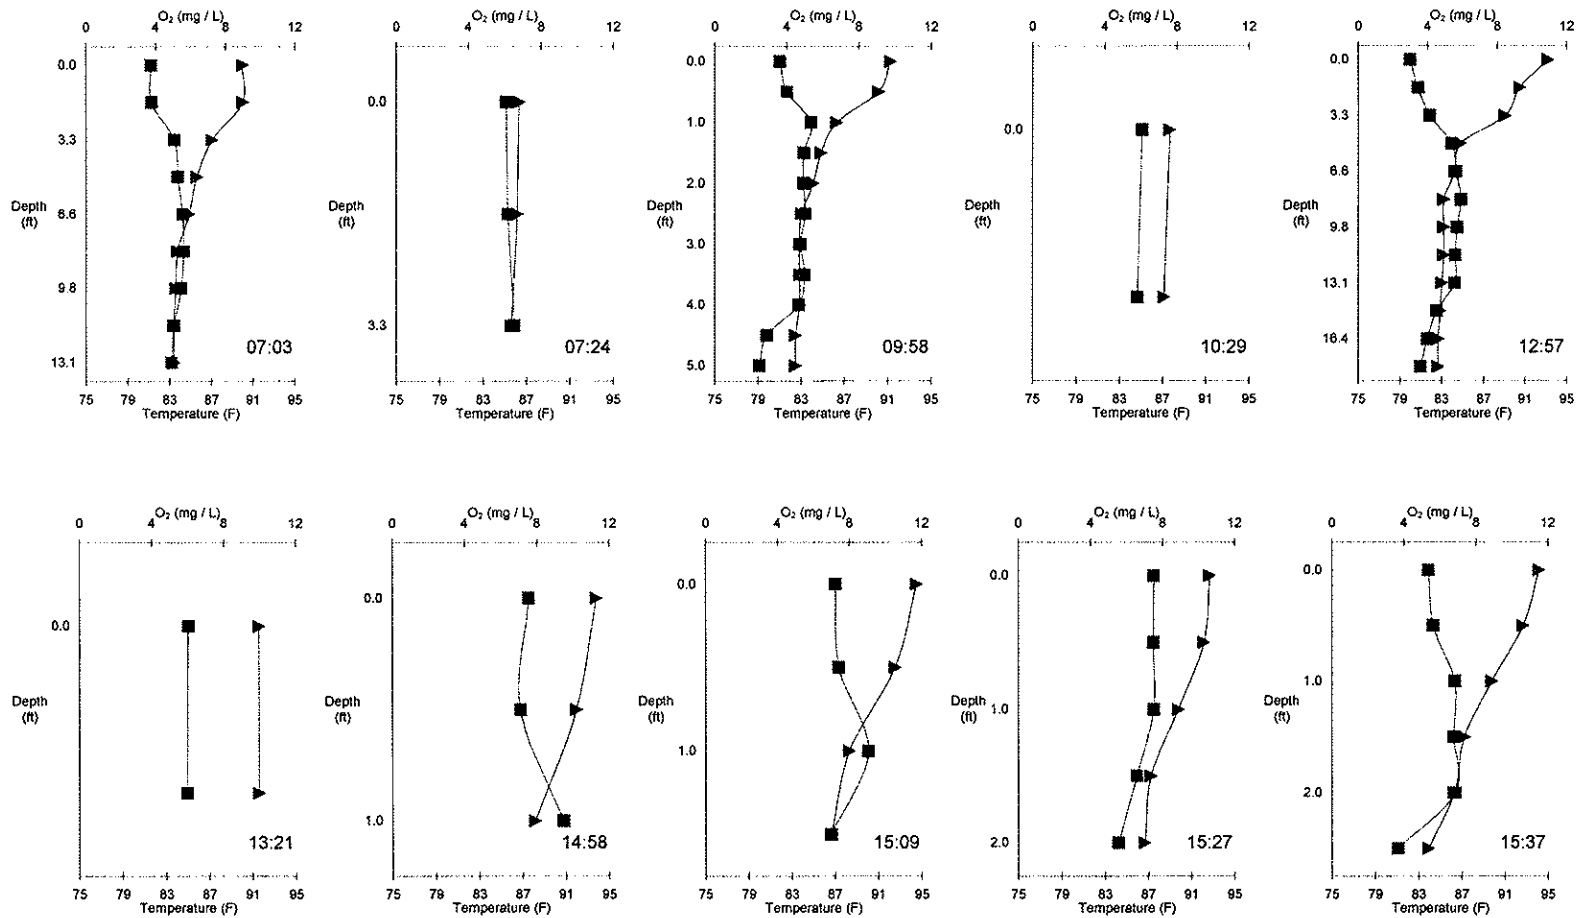 O2 (mg / L) O2 (mg / L) O2 (mg / L) O2 (mg / L) O2 (mg / L)
0 4 8 12 0 4 8 12 0 4 8 12 0 4 8 12 0 4 8 12
0.0 0.0 0.0 0.0 0.0
3.3 1.0 3.3
Depth (ft) 6.6 Depth (ft) Depth (ft) 2.0 Depth (ft) Depth (ft) 6.6
3.0 9.8
9.8 3.3 4.0 13.1
13.1 5.0 16.4
07:03 07:24 09:58 10:29 12:57
75 79 83 87 91 95 75 79 83 87 91 95 75 79 83 87 91 95 75 79 83 87 91 95 75 79 83 87 91 95
Temperature (F) Temperature (F) Temperature (F) Temperature (F) Temperature (F)
O2 (mg / L) O2 (mg / L) O2 (mg / L) O2 (mg / L) O2 (mg / L)
0 4 8 12 0 4 8 12 0 4 8 12 0 4 8 12 0 4 8 12
0.0 0.0 0.0 0.0 0.0
Depth (ft) Depth (ft) Depth (ft) Depth (ft) 1.0 Depth (ft) 1.0
1.0 1.0 2.0 2.0
13:21 14:58 15:09 15:27 15:37
75 79 83 87 91 95 75 79 83 87 91 95 75 79 83 87 91 95 75 79 83 87 91 95 75 79 83 87 91 95
Temperature (F) Temperature (F) Temperature (F) Temperature (F) Temperature (F)